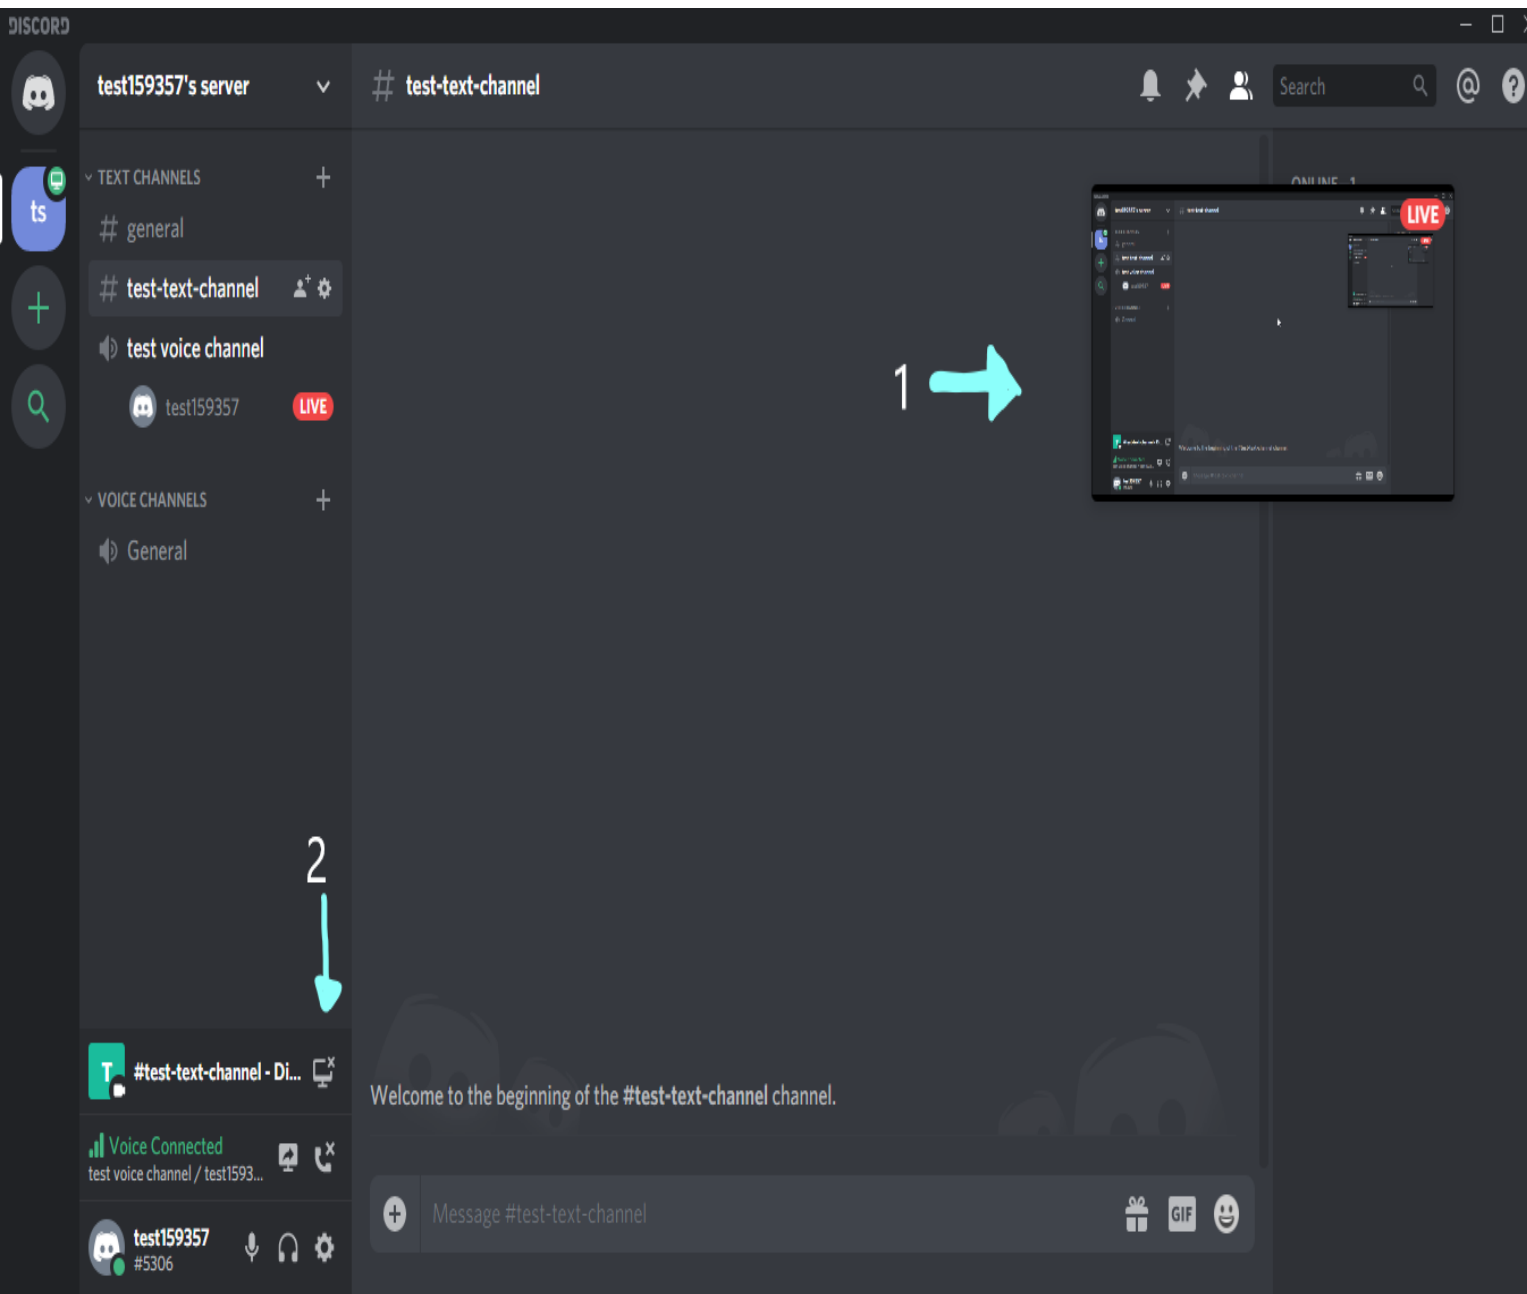 DISCORD
test159357's server
# test-text-channel
Search
TEXT CHANNELS
ts
# general
# test-text-channel
test voice channel
test159357 LIVE
VOICE CHANNELS
General
ONLINE
LIVE
1
2
T #test-text-channel - Di...
Voice Connected
test voice channel / test1593...
test159357
#5306
Welcome to the beginning of the #test-text-channel channel.
Message #test-text-channel
GIF